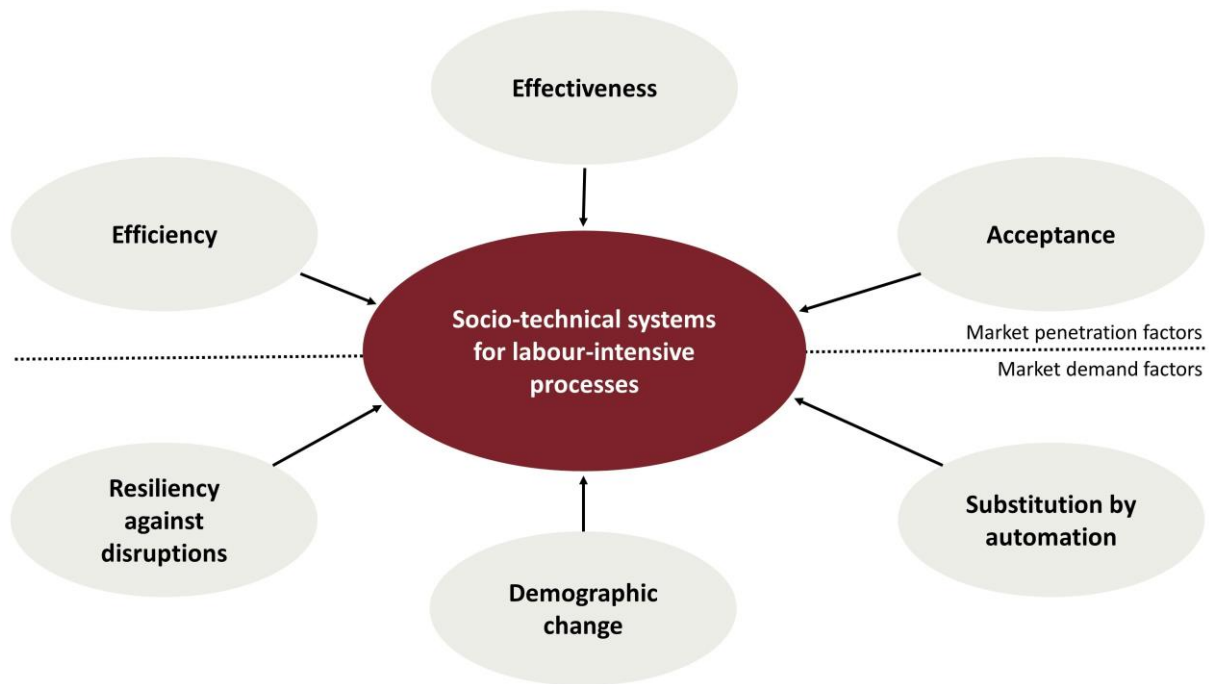 Effectiveness
Efficiency
Acceptance
Socio-technical systems
for labour-intensive
processes
Market penetration factors
Market demand factors
Resiliency
against
disruptions
Demographic
change
Substitution by
automation